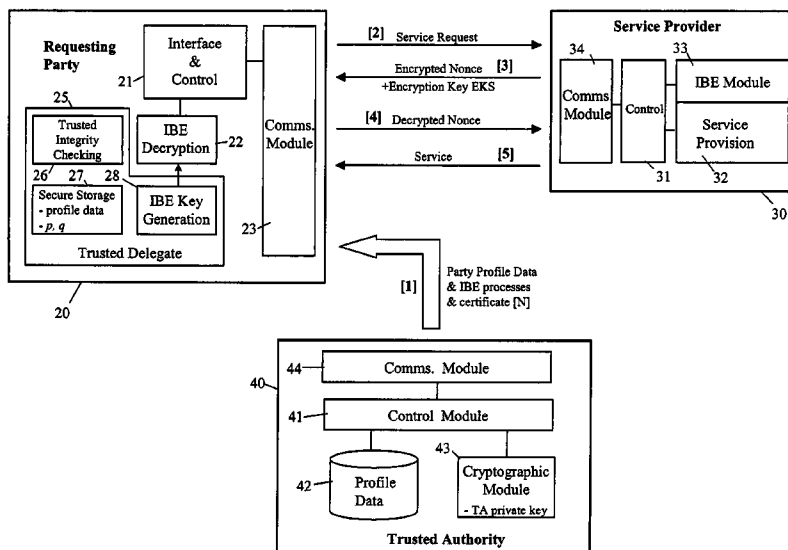 Requesting
Party
Interface
&
Control
21
25
Trusted
Integrity
Checking
26
27
Secure Storage
- profile data
- p, q
28
IBE
Decryption
22
IBE Key
Generation
Trusted Delegate
Comms.
Module
23
20
[2] Service Request
Encrypted Nonce [3]
+Encryption Key EKS
[4] Decrypted Nonce
Service [5]
Service Provider
34
33
Comms.
Module
Control
IBE Module
Service
Provision
31
32
30
[1]
Party Profile Data
& IBE processes
& certificate [N]
40
44
Comms. Module
41
Control Module
42
Profile
Data
43
Cryptographic
Module
- TA private key
Trusted Authority